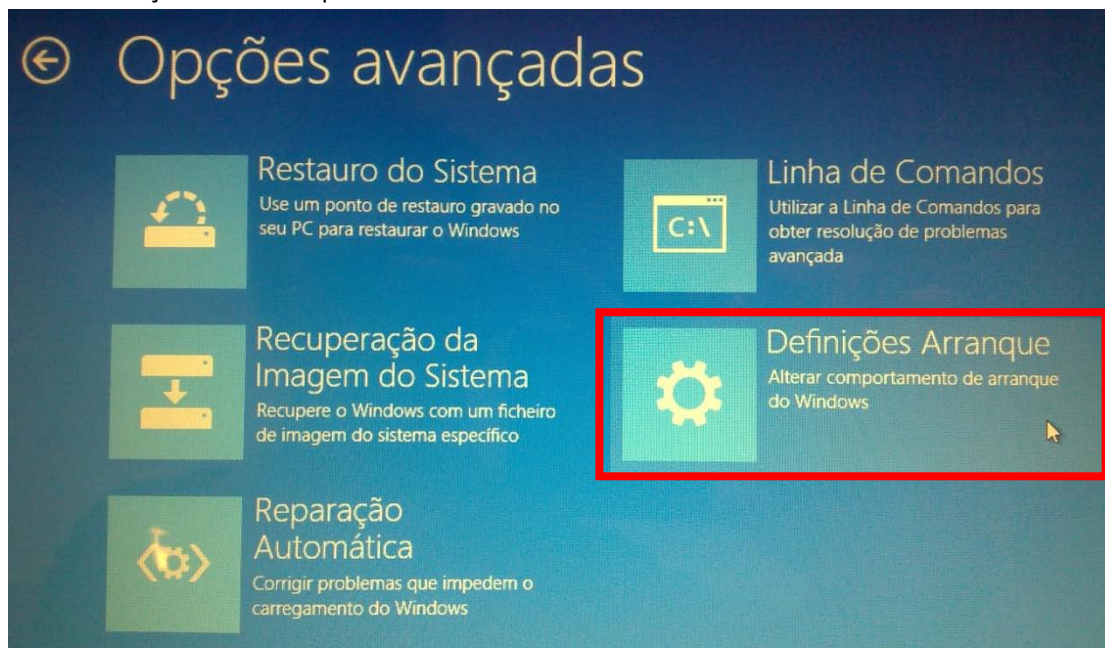 Opções avançadas
Restauro do Sistema
Use um ponto de restauro gravado no
seu PC para restaurar o Windows
Recuperação da
Imagem do Sistema
Recupere o Windows com um ficheiro
de imagem do sistema específico
Reparação
Automática
Corrigir problemas que impedem o
carregamento do Windows
Linha de Comandos
C:\
Utilizar a Linha de Comandos para
obter resolução de problemas
avançada
Definições Arranque
Alterar comportamento de arranque
do Windows